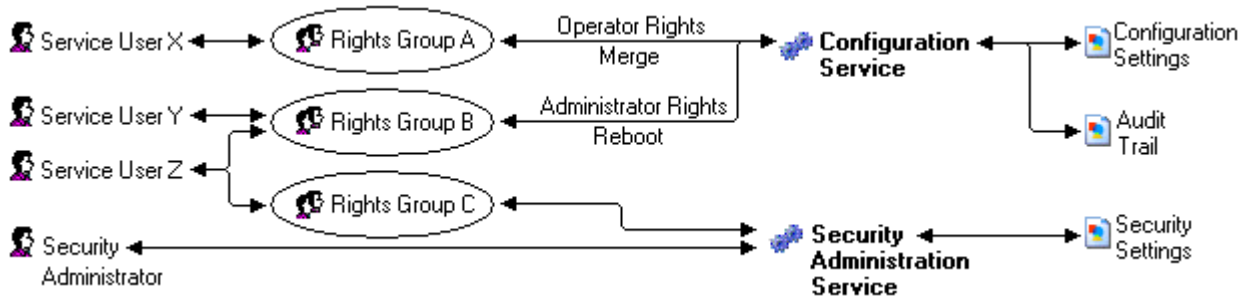 Service User X
Rights Group A
Operator Rights
Merge
Configuration
Service
Configuration
Settings
Service User Y
Rights Group B
Administrator Rights
Reboot
Audit
Trail
Service User Z
Rights Group C
Security
Administrator
Security
Administration
Service
Security
Settings